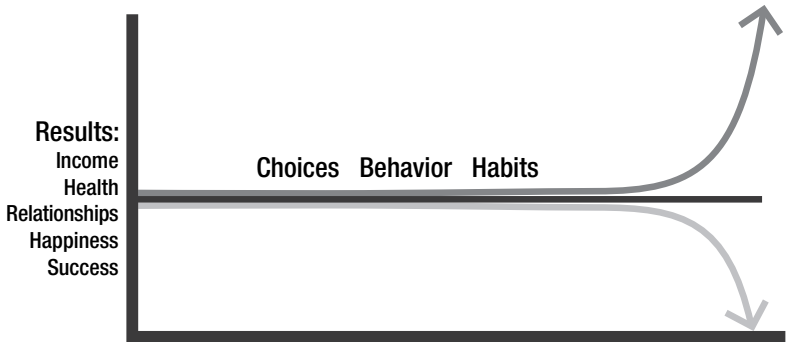 Results:
Income
Health
Relationships
Happiness
Success
Choices Behavior Habits